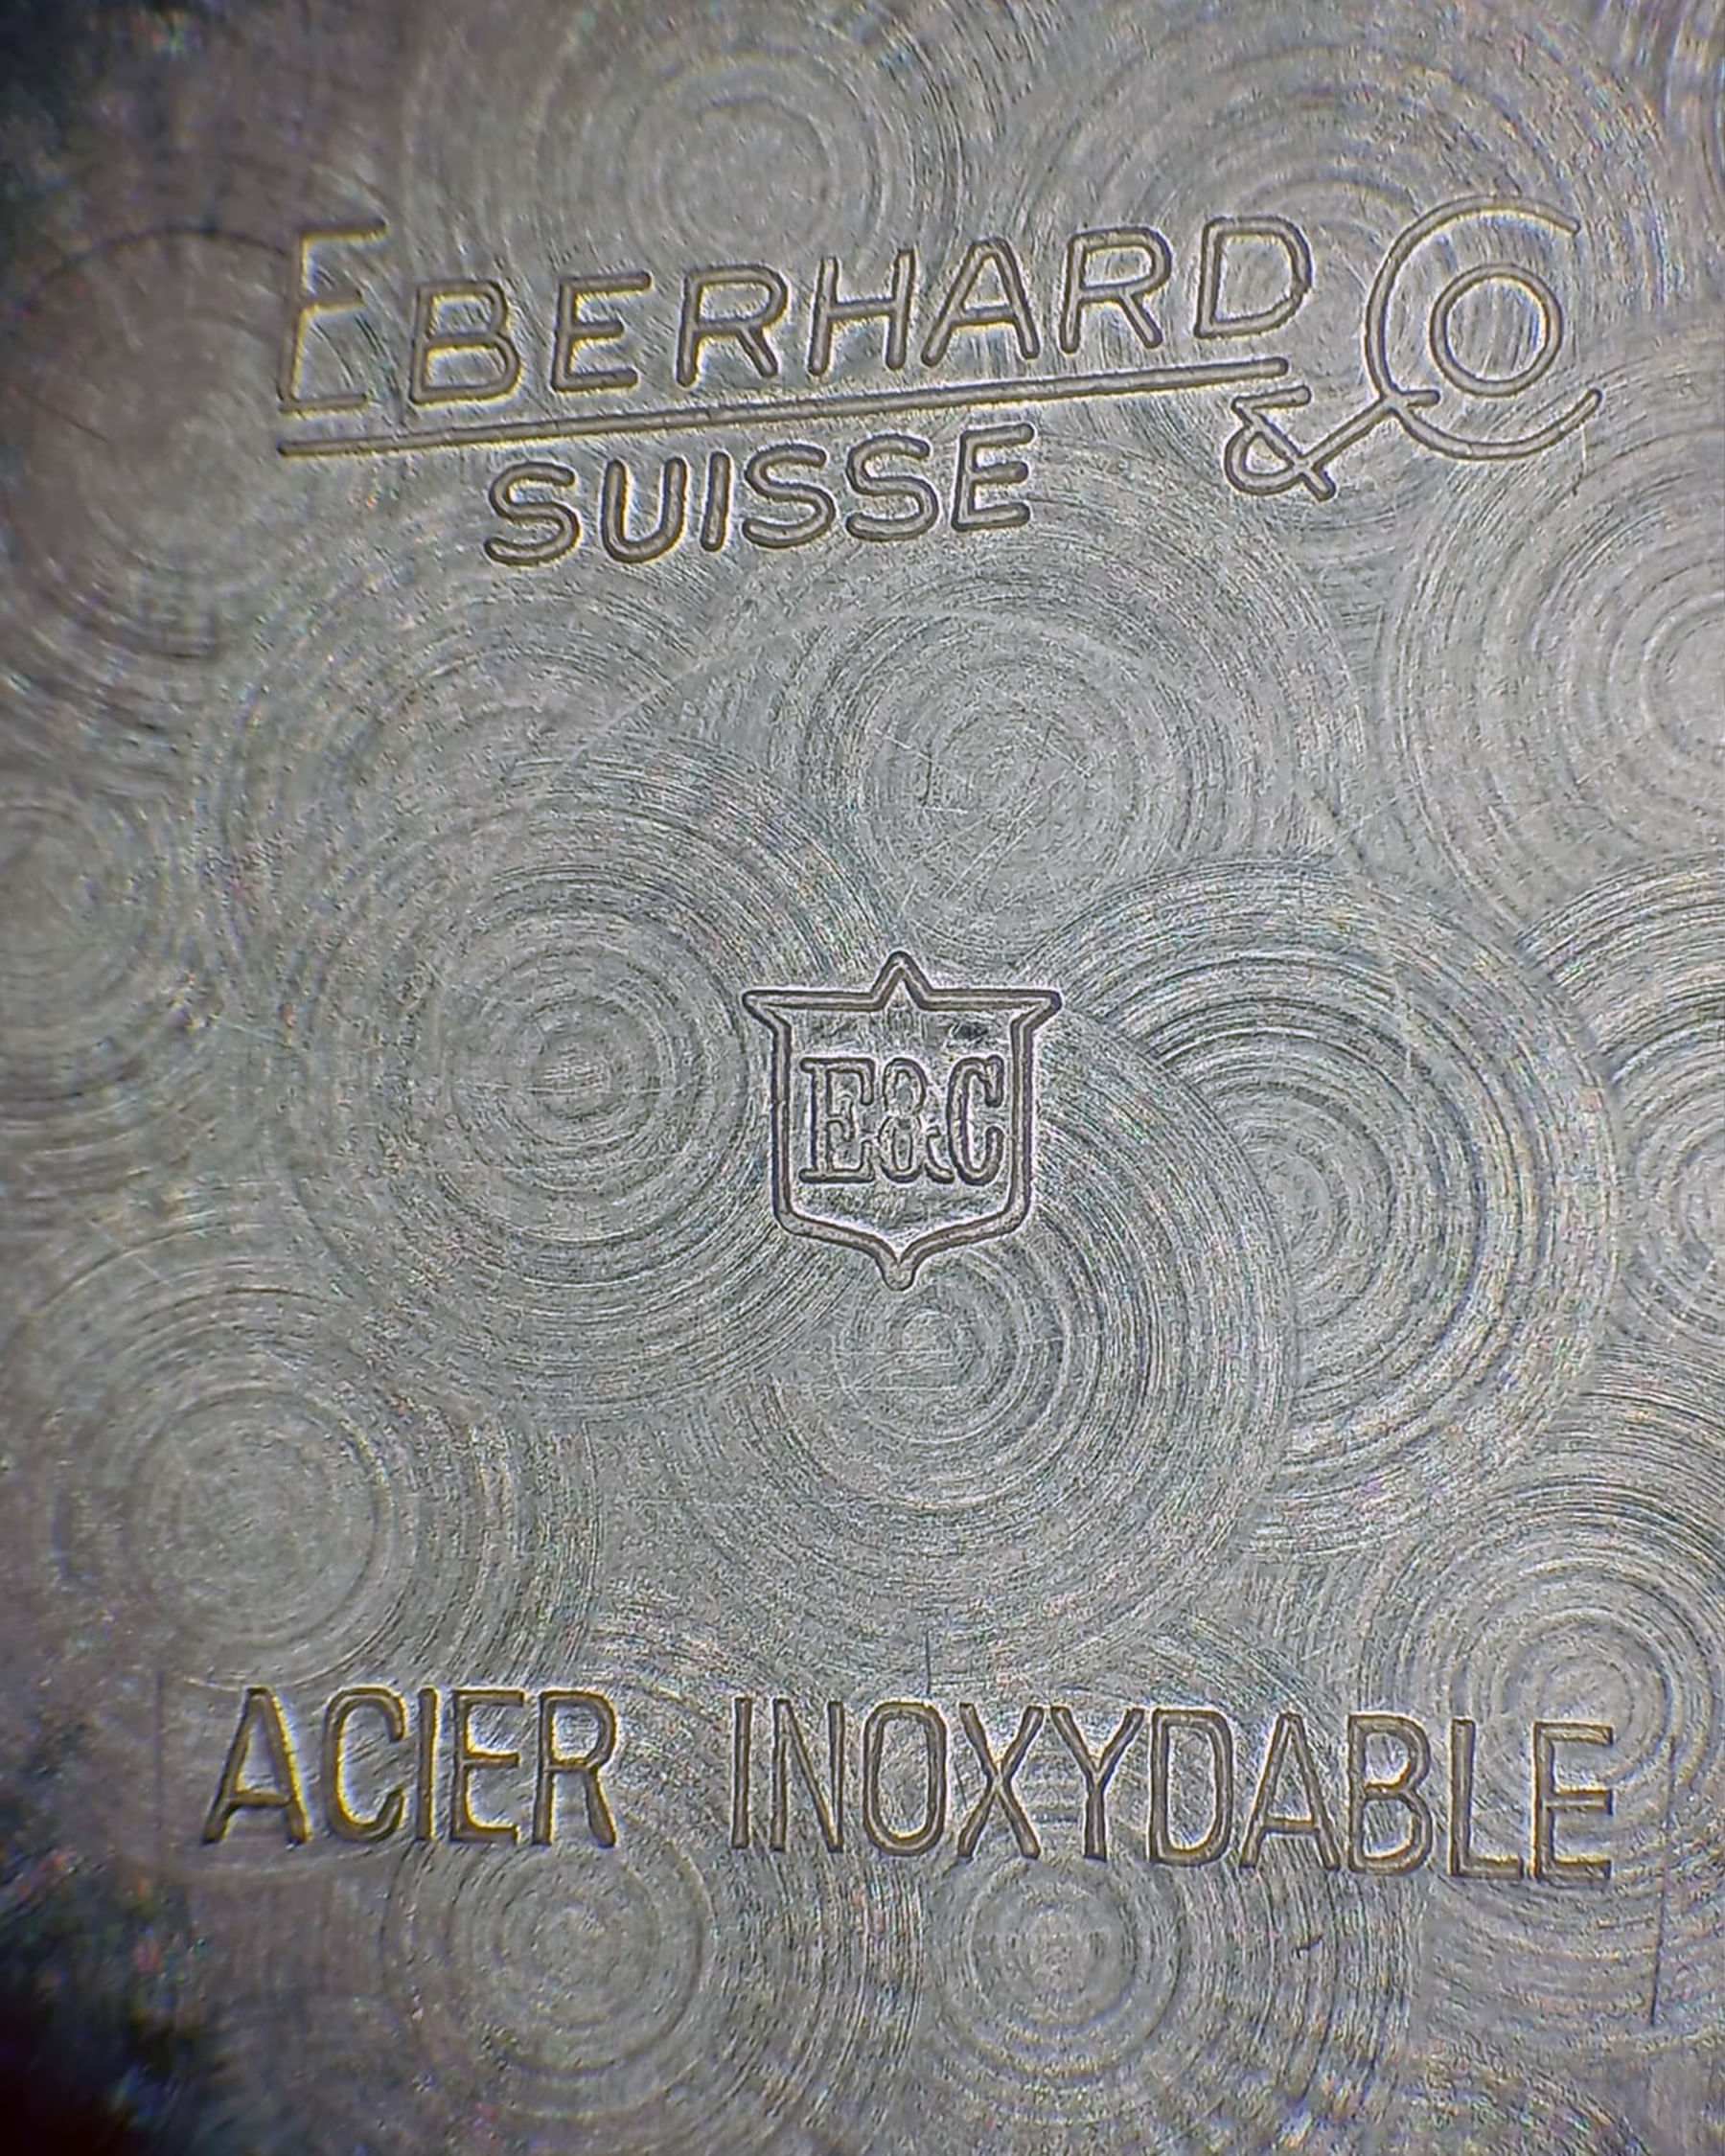 EBERHARD & CO
SUISSE
E&C
ACIER INOXYDABLE